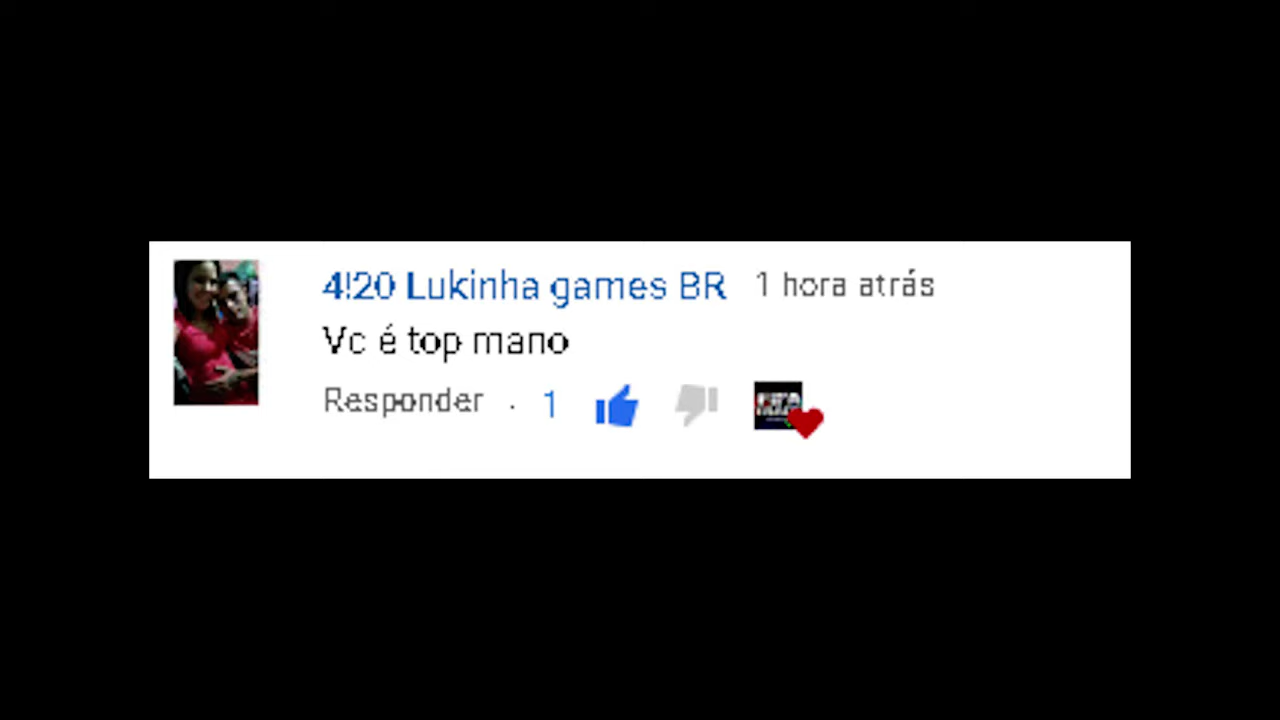 4!20 Lukinha games BR 1 hora atrás
Vc é top mano
Responder · 1